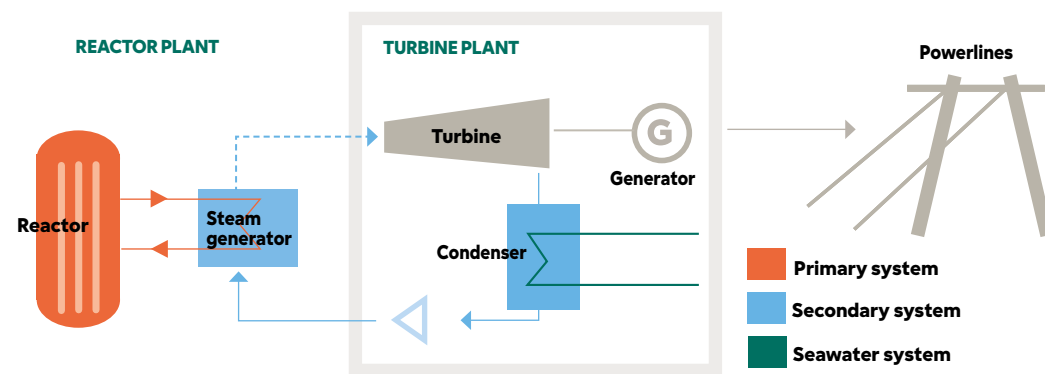 REACTOR PLANT
TURBINE PLANT
Powerlines
Turbine
G
Generator
Reactor
Steam
generator
Condenser
Primary system
Secondary system
Seawater system